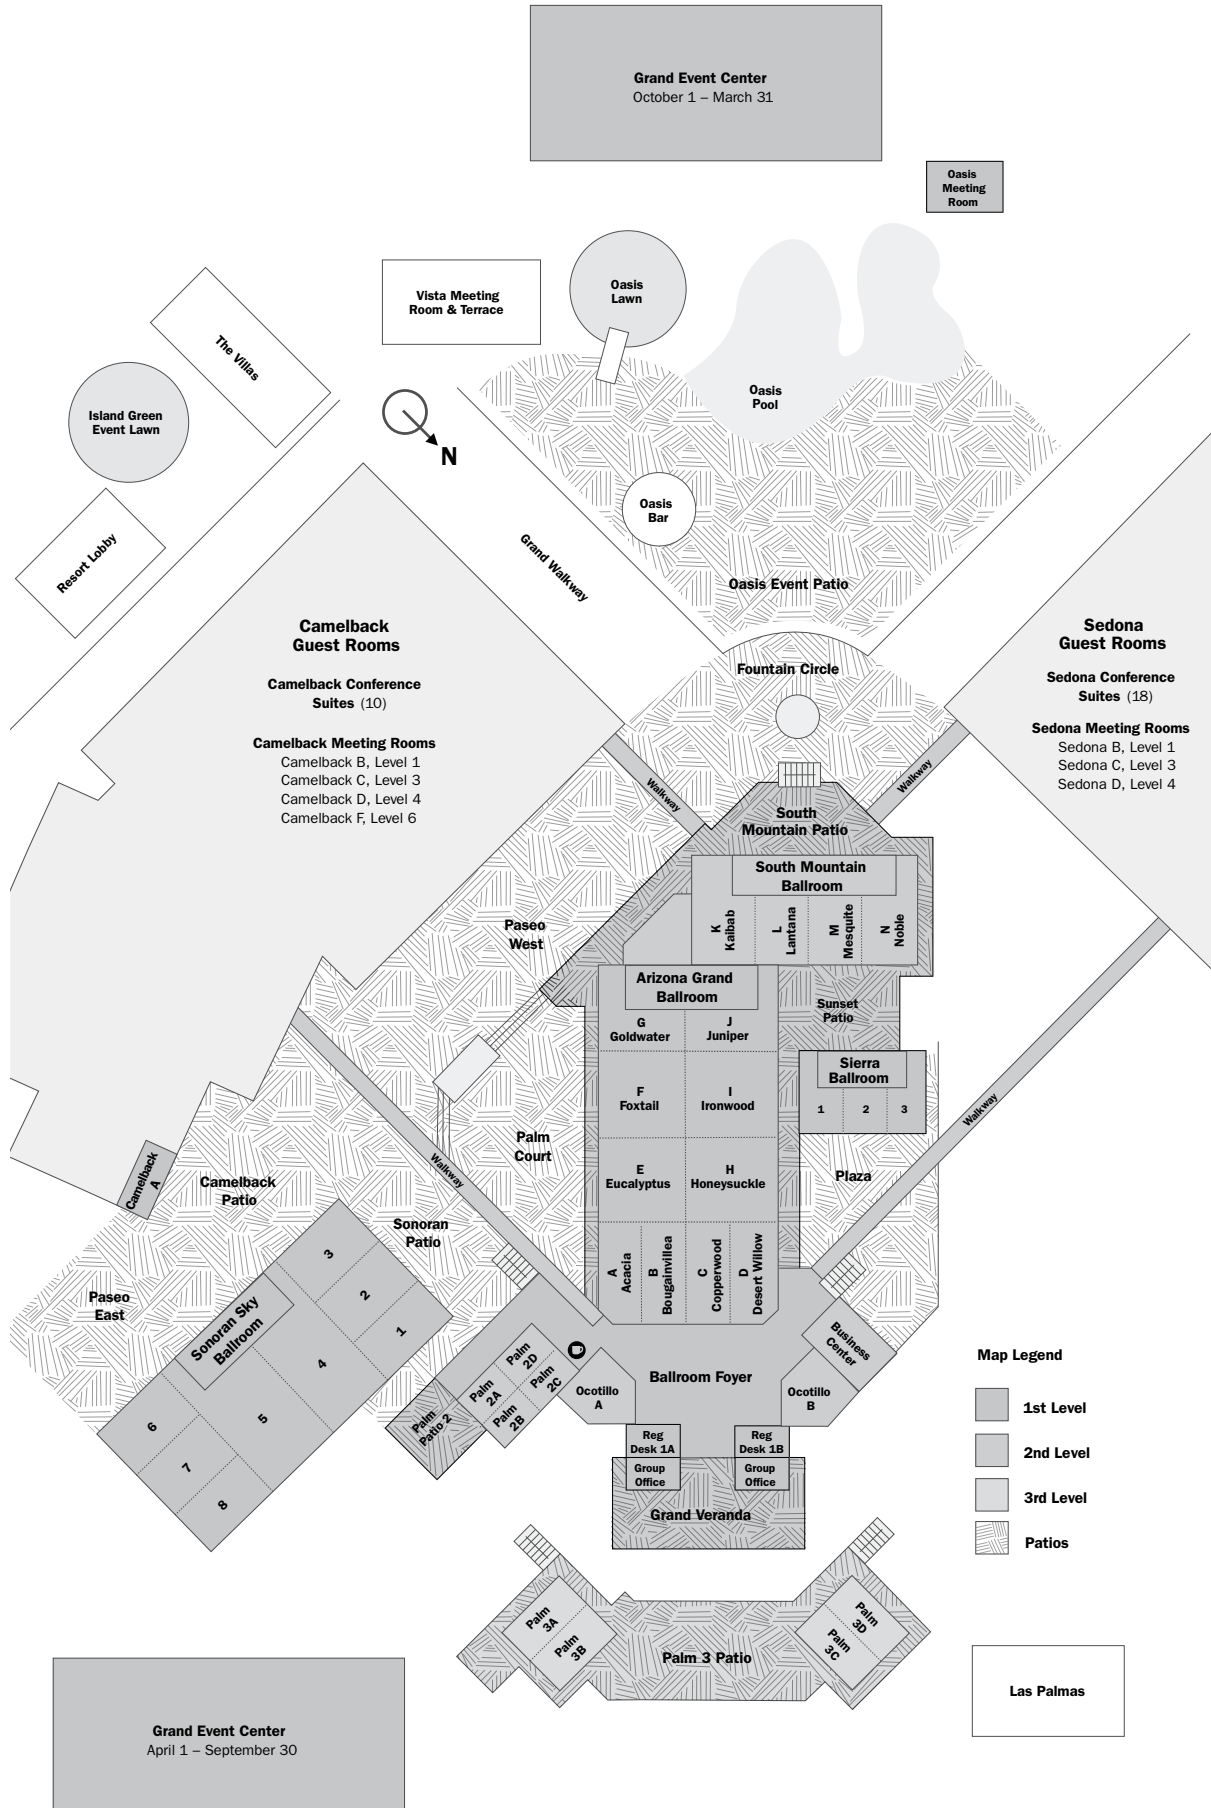 Grand Event Center
October 1 – March 31
Oasis
Meeting
Room
Vista Meeting
Room & Terrace
Oasis
Lawn
The Villas
Island Green
Event Lawn
Oasis
Pool
N
Resort Lobby
Oasis
Bar
Grand Walkway
Oasis Event Patio
Camelback
Guest Rooms
Camelback Conference
Suites (10)
Camelback Meeting Rooms
Camelback B, Level 1
Camelback C, Level 3
Camelback D, Level 4
Camelback F, Level 6
Sedona
Guest Rooms
Sedona Conference
Suites (18)
Sedona Meeting Rooms
Sedona B, Level 1
Sedona C, Level 3
Sedona D, Level 4
Fountain Circle
Walkway
Walkway
South
Mountain Patio
South Mountain
Ballroom
K
Kaibab
L
Lantana
M
Mesquite
N
Noble
Paseo
West
Arizona Grand
Ballroom
G
Goldwater
J
Juniper
Sunset
Patio
Sierra
Ballroom
1
2
3
F
Foxtail
I
Ironwood
Walkway
Palm
Court
Walkway
E
Eucalyptus
H
Honeysuckle
Plaza
Camelback
A
Camelback
Patio
Sonoran
Patio
A
Acacia
B
Bougainvillea
C
Copperwood
D
Desert Willow
Paseo
East
Sonoran Sky
Ballroom
3
2
1
4
5
6
7
8
Business
Center
Palm
2D
Palm
2C
Palm
2A
Palm
2B
Palm
Patio 2
Ocotillo
A
Ballroom Foyer
Ocotillo
B
Reg
Desk 1A
Group
Office
Reg
Desk 1B
Group
Office
Grand Veranda
Map Legend
1st Level
2nd Level
3rd Level
Patios
Palm
3A
Palm
3B
Palm 3 Patio
Palm
3D
Palm
3C
Las Palmas
Grand Event Center
April 1 – September 30